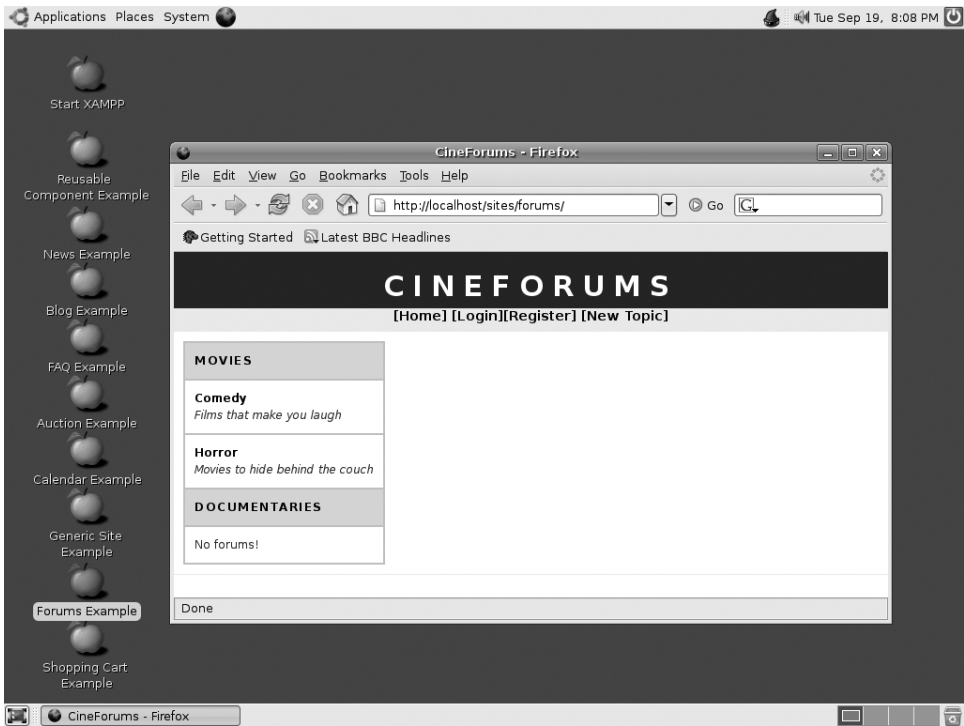 Applications Places System
Tue Sep 19, 8:08 PM
Start XAMPP
Reusable
Component Example
News Example
Blog Example
FAQ Example
Auction Example
Calendar Example
Generic Site
Example
Forums Example
Shopping Cart
Example
CineForums - Firefox
File Edit View Go Bookmarks Tools Help
http://localhost/sites/forums/ Go G
Getting Started Latest BBC Headlines
CINEFORUMS
[Home] [Login][Register] [New Topic]
MOVIES
Comedy
Films that make you laugh
Horror
Movies to hide behind the couch
DOCUMENTARIES
No forums!
Done
CineForums - Firefox